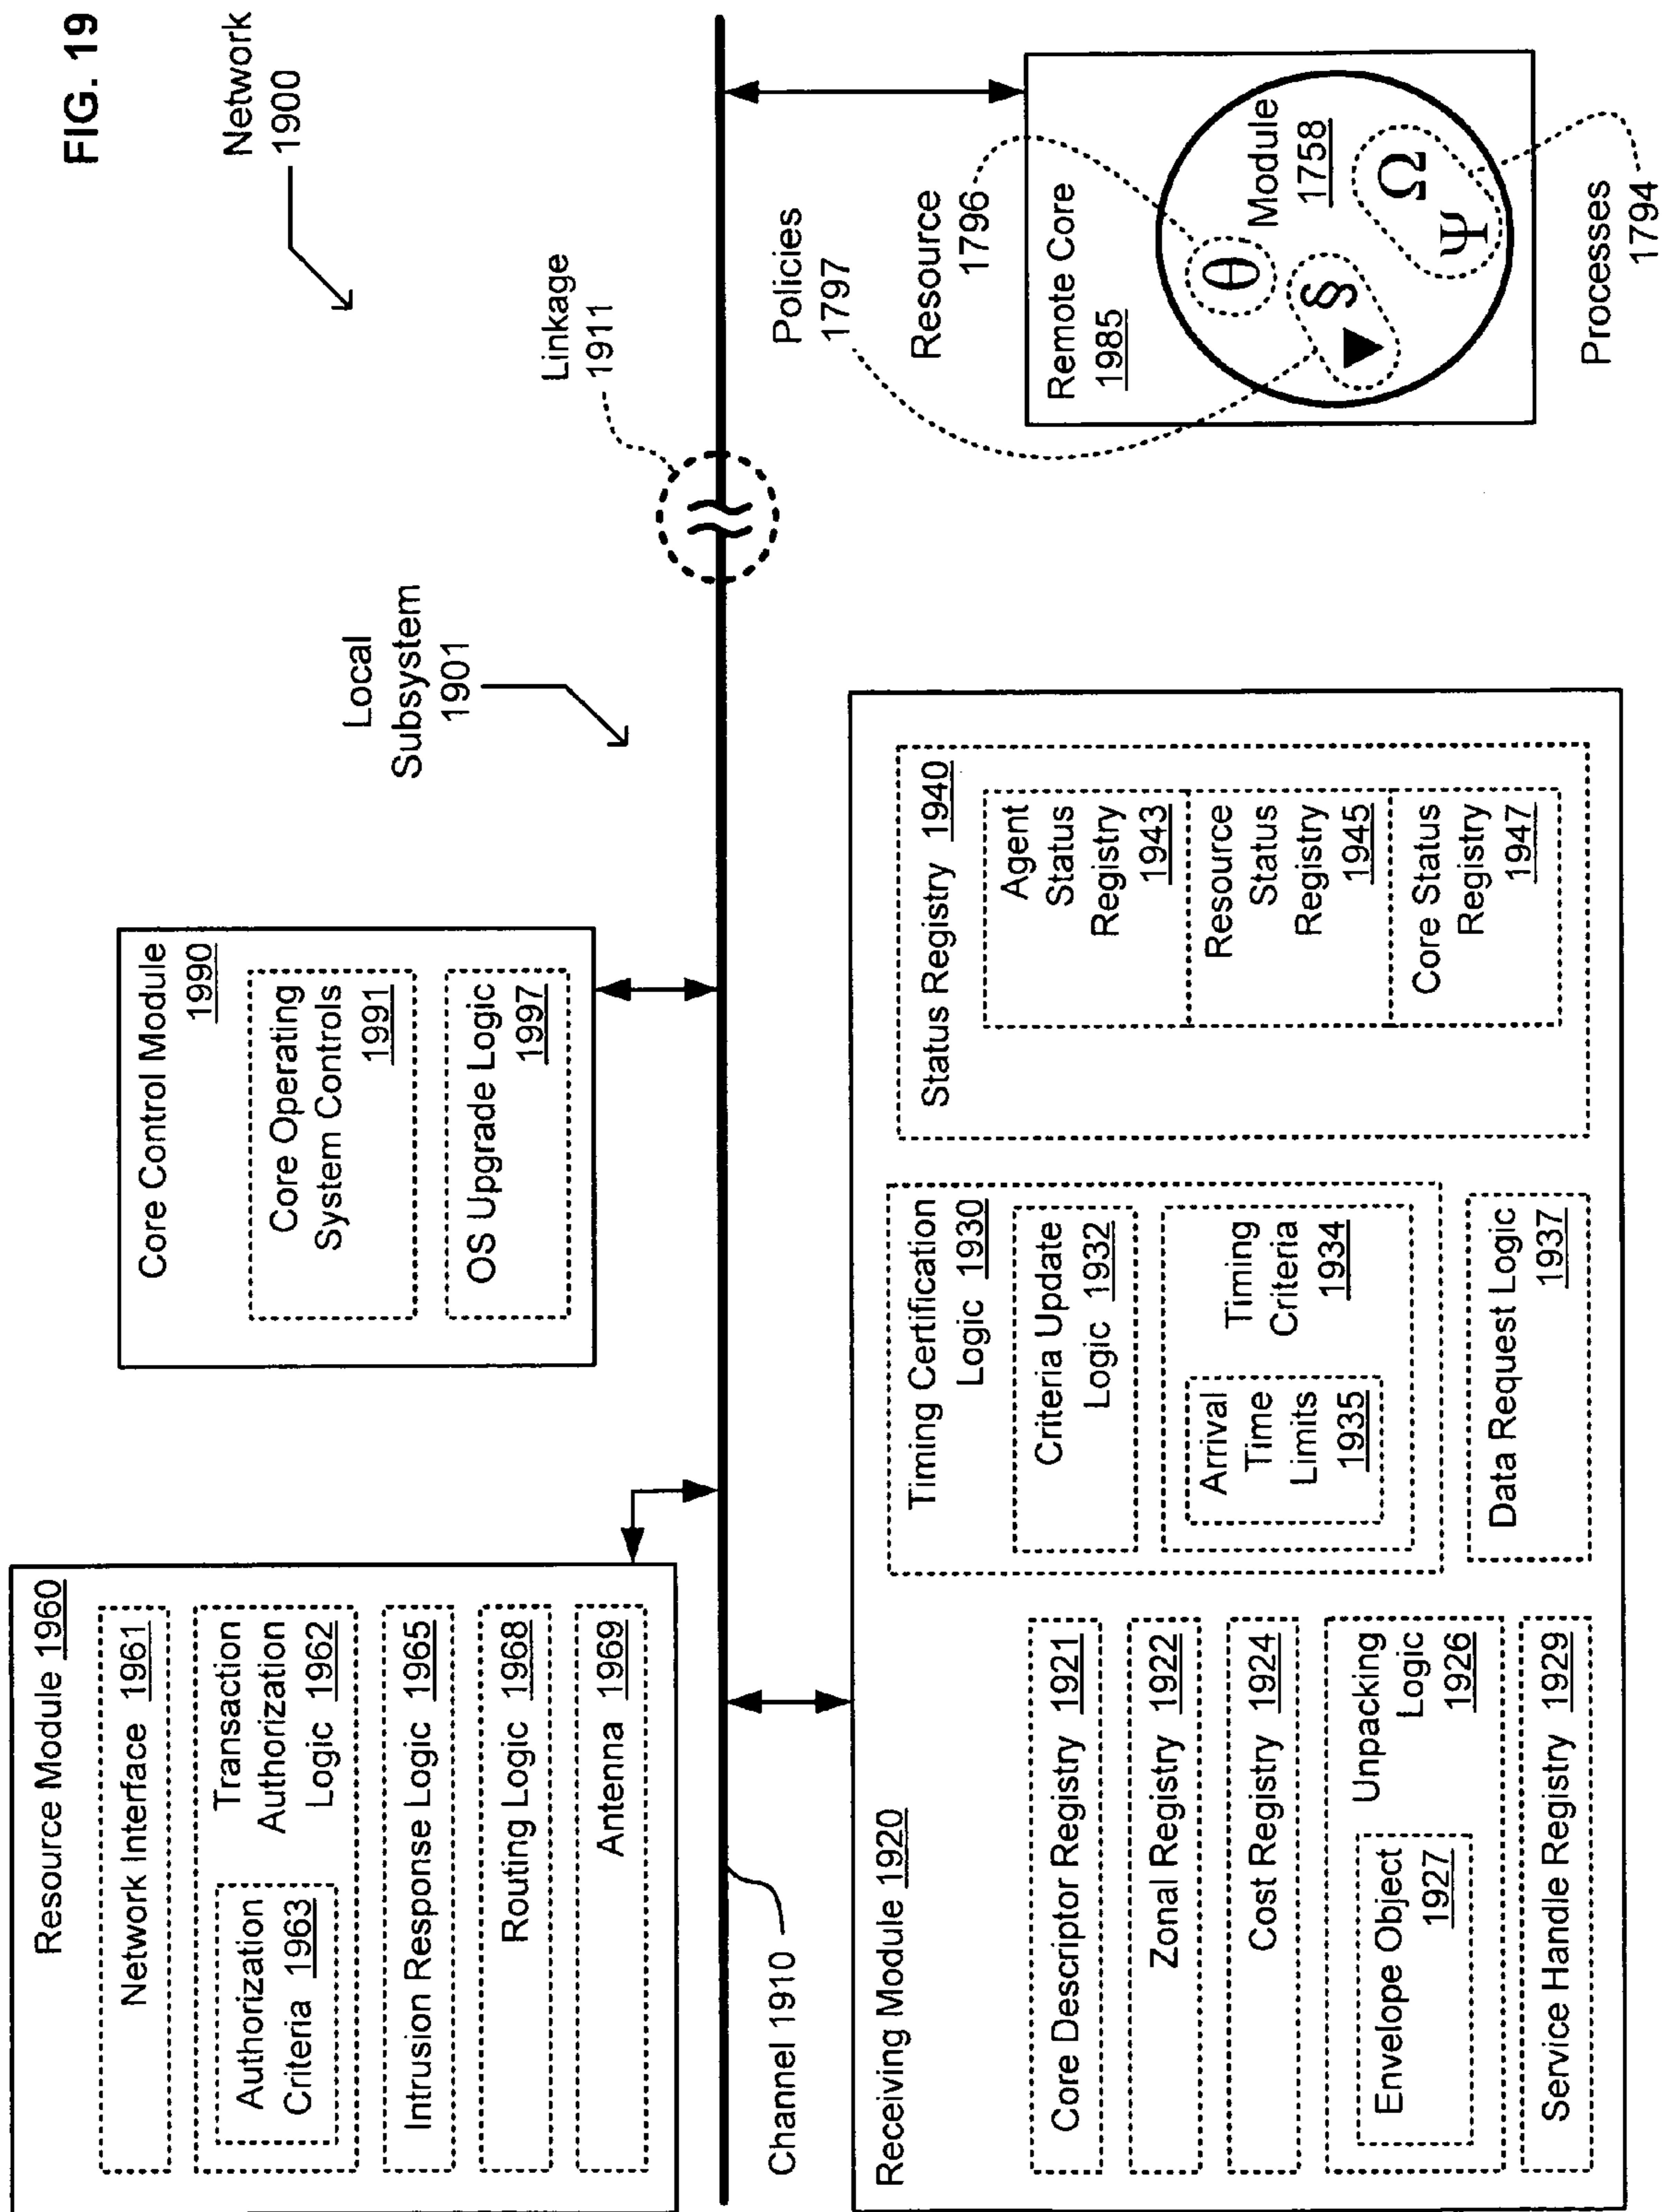 FIG. 19
Network
1900
Local
Subsystem
1901
Linkage
1911
Resource Module 1960
Network Interface 1961
Transaction
Authorization
Logic 1962
Authorization
Criteria 1963
Intrusion Response Logic 1965
Routing Logic 1968
Antenna 1969
Core Control Module
1990
Core Operating
System Controls
1991
OS Upgrade Logic
1997
Channel 1910
Receiving Module 1920
Core Descriptor Registry 1921
Zonal Registry 1922
Cost Registry 1924
Unpacking
Logic
1926
Envelope Object
1927
Service Handle Registry 1929
Timing Certification
Logic 1930
Criteria Update
Logic 1932
Timing
Criteria
1934
Arrival
Time
Limits
1935
Data Request Logic
1937
Status Registry 1940
Agent
Status
Registry
1943
Resource
Status
Registry
1945
Core Status
Registry
1947
Policies
1797
Resource
1796
Remote Core
1985
Module
1758
θ
§
Ψ Ω
Processes
1794